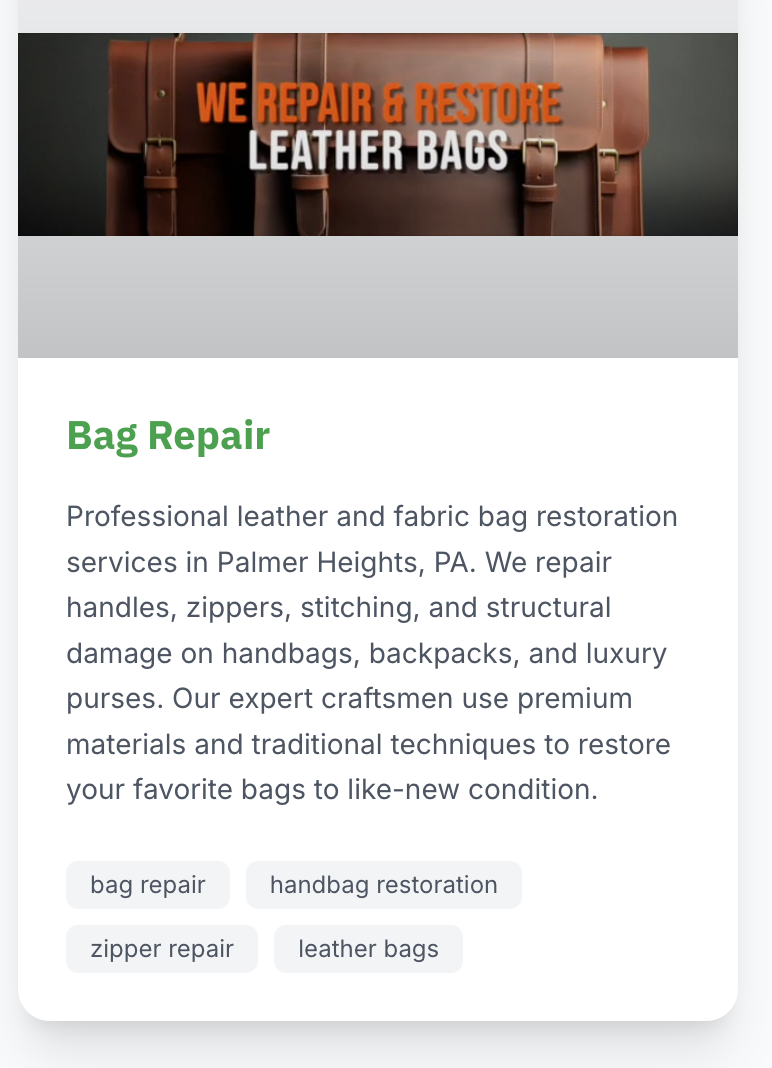 WE REPAIR & RESTORE
LEATHER BAGS
Bag Repair
Professional leather and fabric bag restoration
services in Palmer Heights, PA. We repair
handles, zippers, stitching, and structural
damage on handbags, backpacks, and luxury
purses. Our expert craftsmen use premium
materials and traditional techniques to restore
your favorite bags to like-new condition.
bag repair
handbag restoration
zipper repair
leather bags